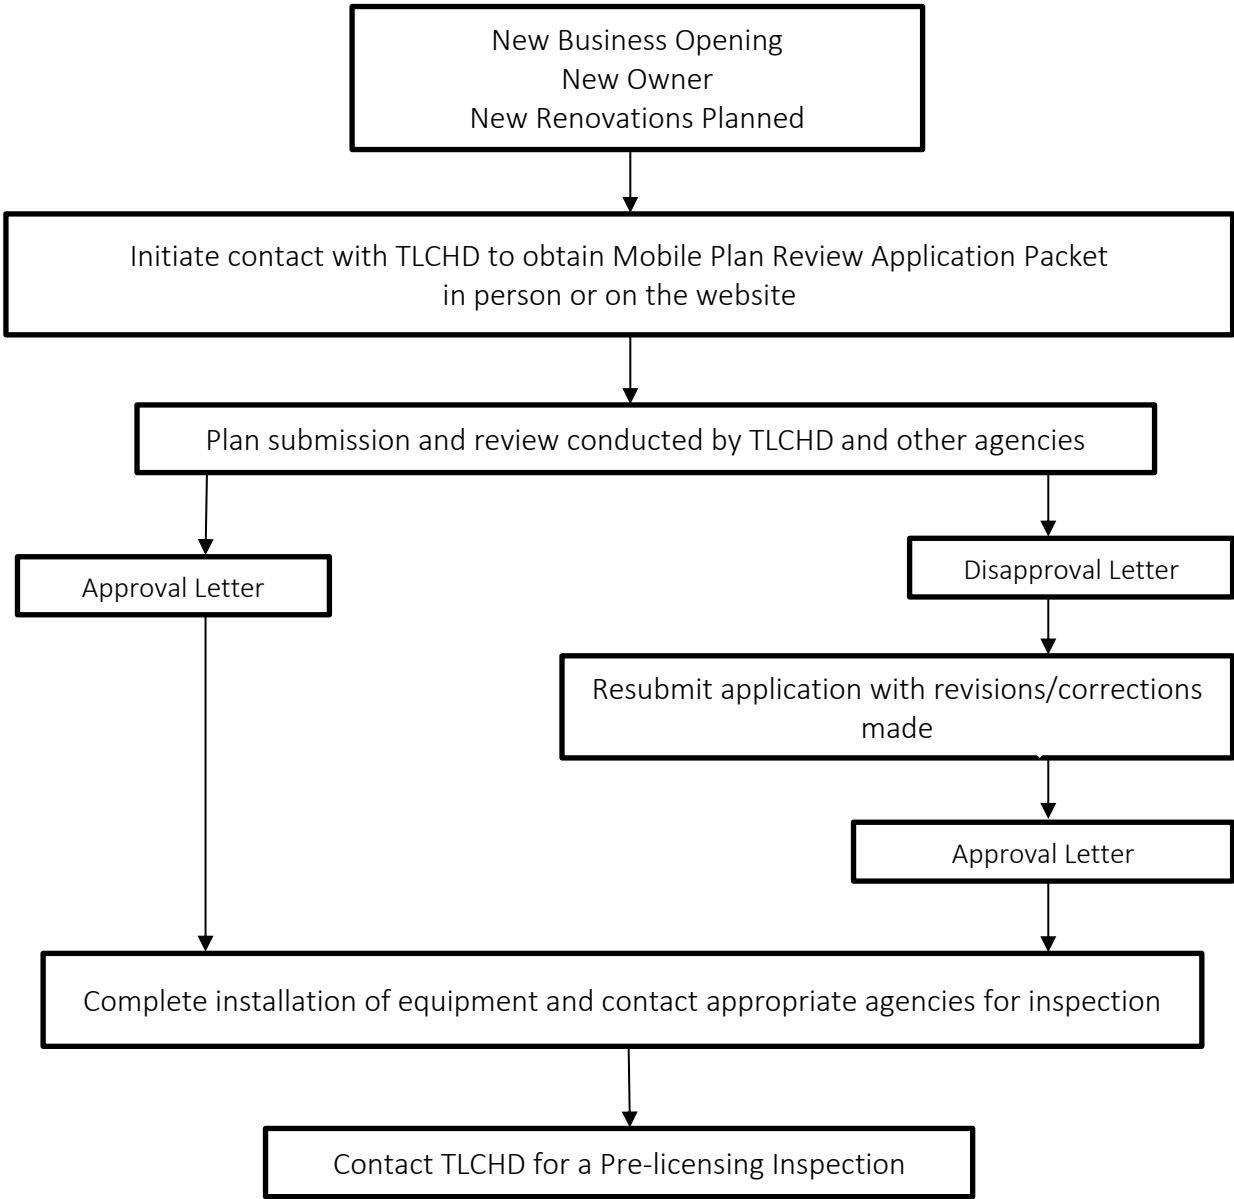 New Business Opening
New Owner
New Renovations Planned
Initiate contact with TLCHD to obtain Mobile Plan Review Application Packet
in person or on the website
Plan submission and review conducted by TLCHD and other agencies
Approval Letter
Disapproval Letter
Resubmit application with revisions/corrections
made
Approval Letter
Complete installation of equipment and contact appropriate agencies for inspection
Contact TLCHD for a Pre-licensing Inspection